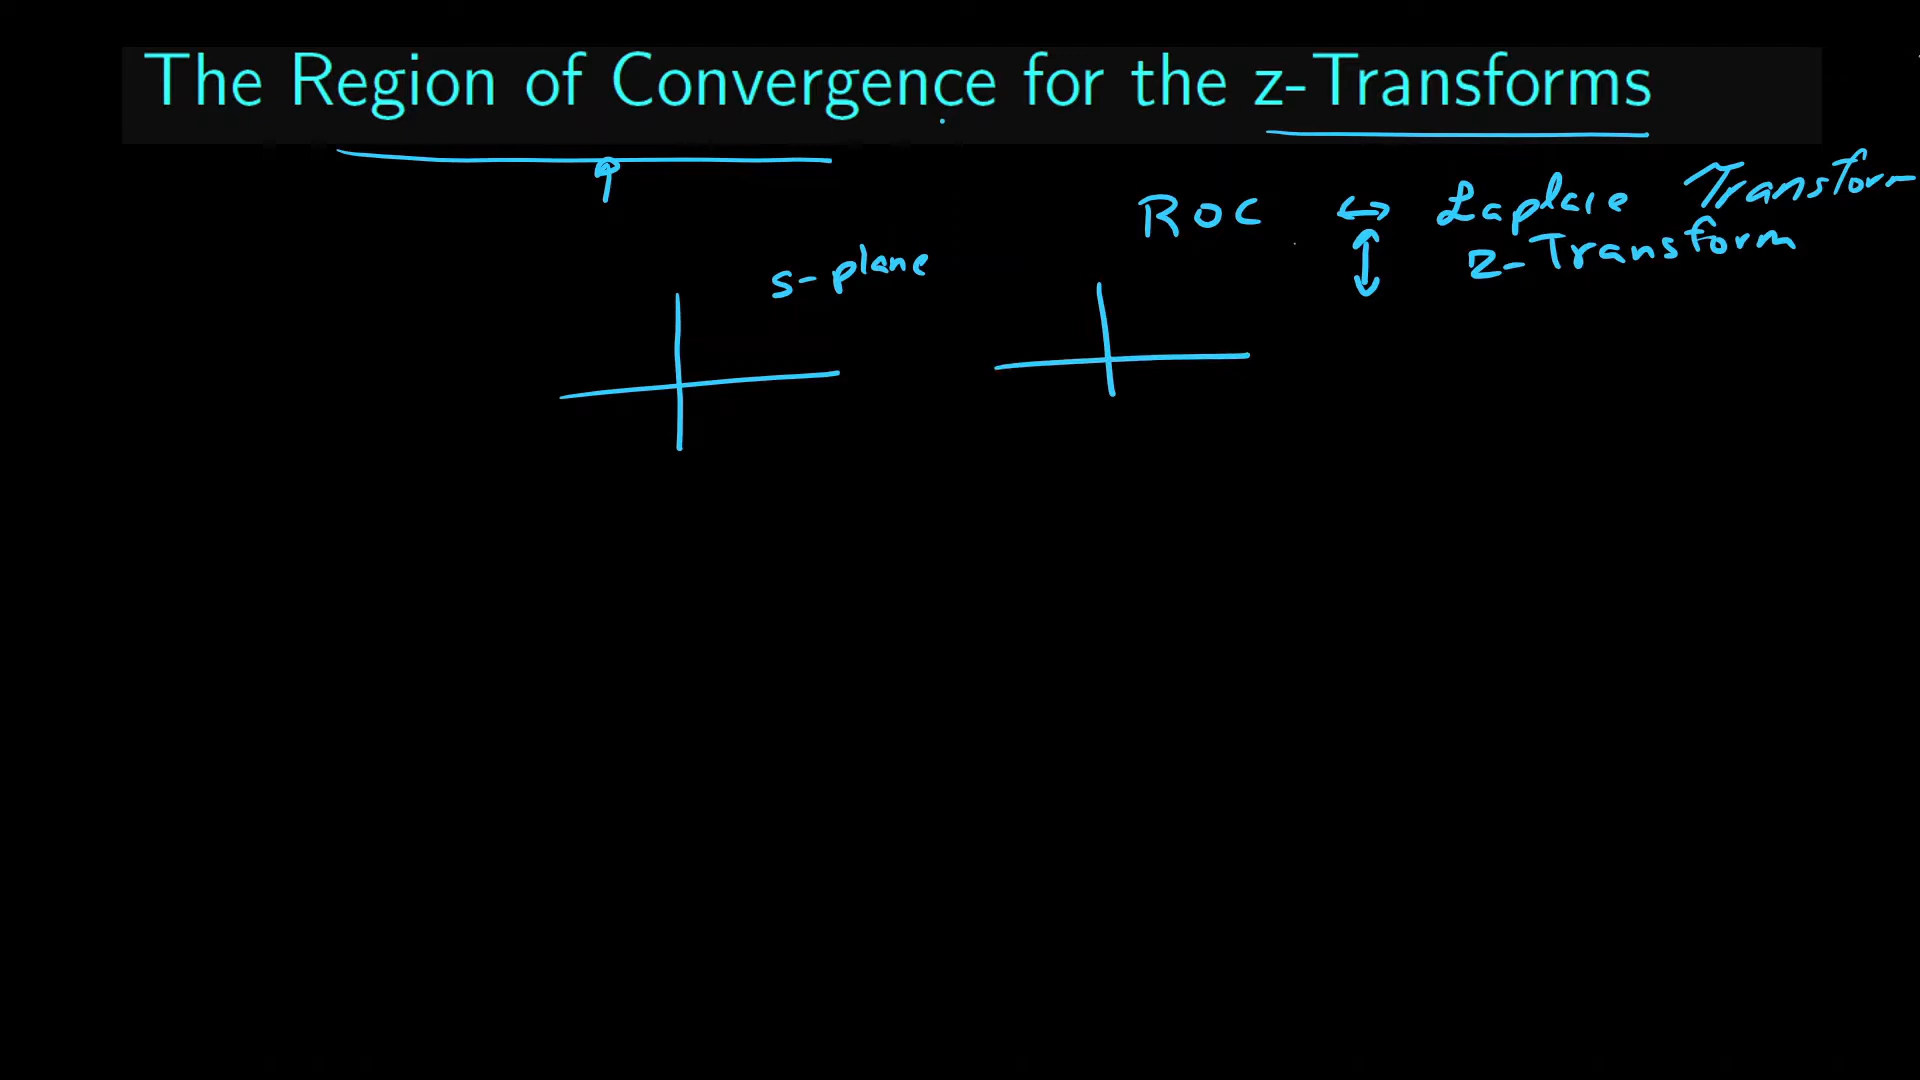 The Region of Convergence for the z-Transforms
ROC ↔ Laplace Transform
z-Transform
s-plane